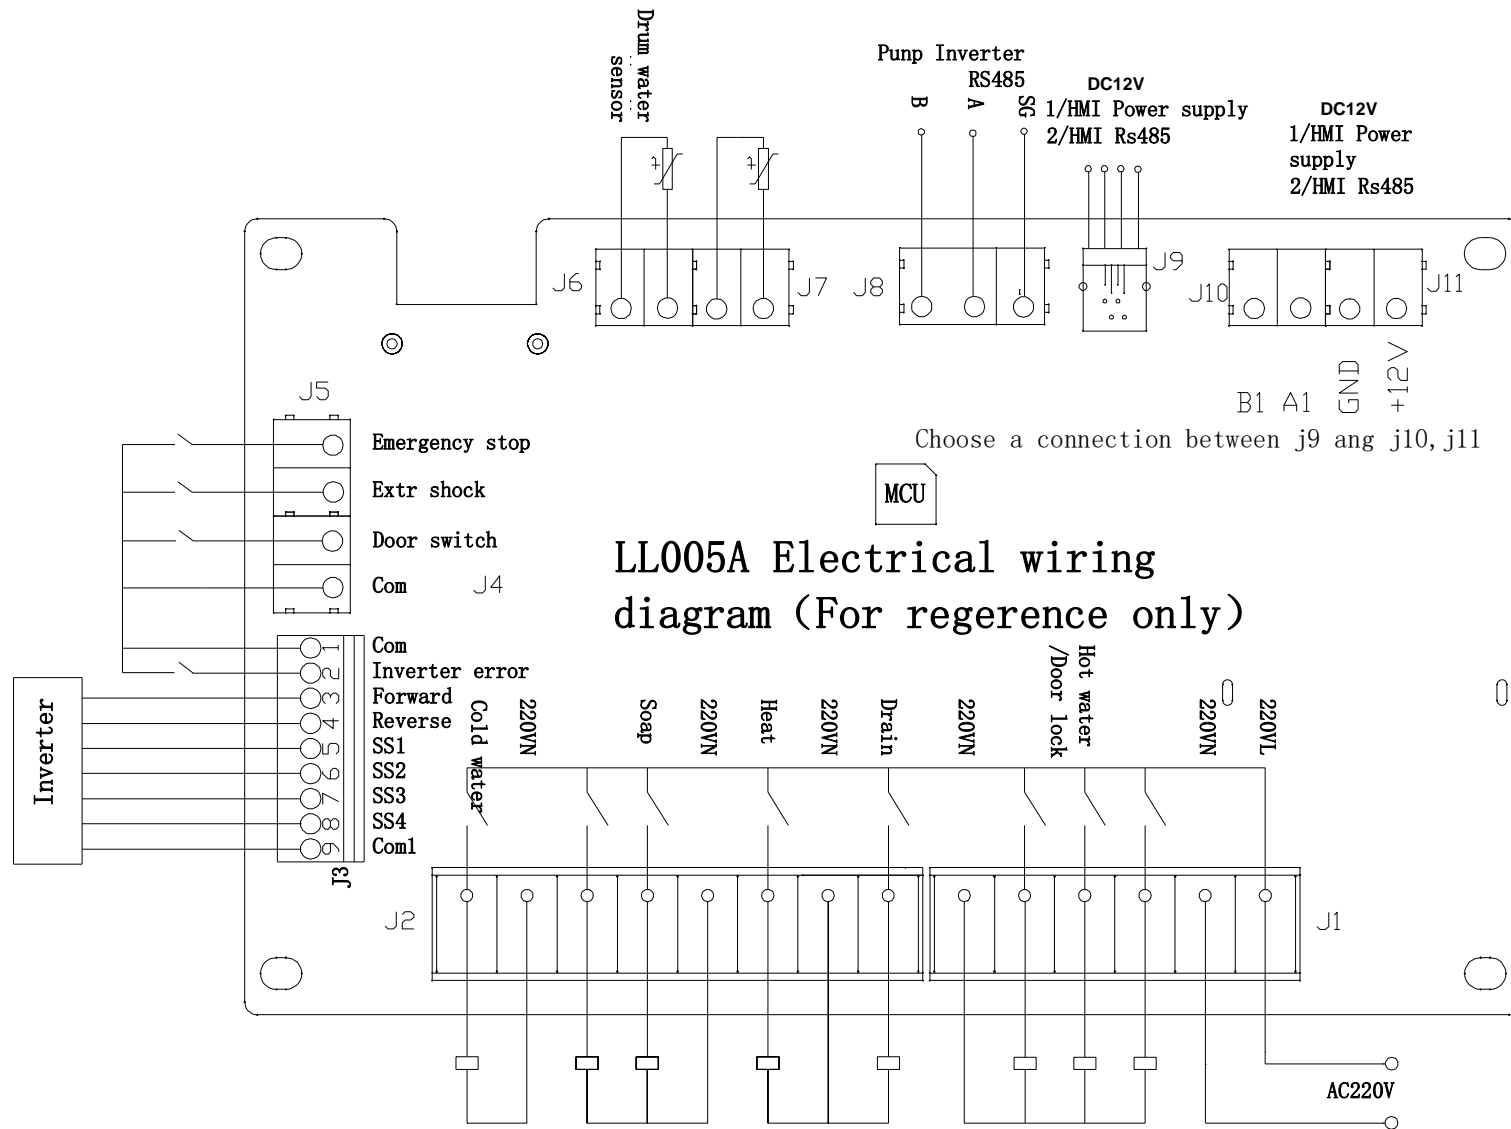 Drum water
sensor
Punp Inverter
RS485
B
A
SG
DC12V
1/HMI Power supply
2/HMI Rs485
DC12V
1/HMI Power
supply
2/HMI Rs485
J6
J7
J8
J9
J10
J11
B1
A1
GND
+12V
Choose a connection between j9 ang j10, j11
J5
Emergency stop
Extr shock
Door switch
Com
J4
MCU
LL005A Electrical wiring
diagram (For regerence only)
Inverter
1
2
3
4
5
6
7
8
9
Com
Inverter error
Forward
Reverse
SS1
SS2
SS3
SS4
Com1
J3
Cold water
220VN
Soap
220VN
Heat
220VN
Drain
220VN
Hot water
/Door lock
220VN
220VL
J2
J1
AC220V